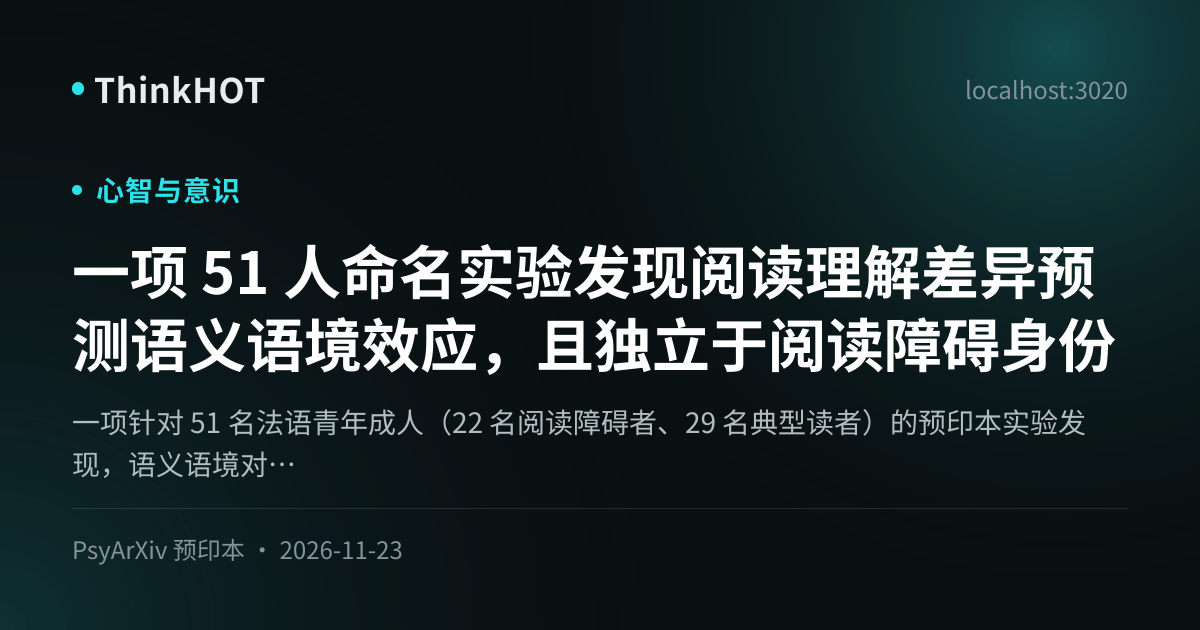 ThinkHOT
localhost:3020
心智与意识
一项 51 人命名实验发现阅读理解差异预
测语义语境效应，且独立于阅读障碍身份
一项针对 51 名法语青年成人（22 名阅读障碍者、29 名典型读者）的预印本实验发
现，语义语境对…
PsyArXiv 预印本 · 2026-11-23